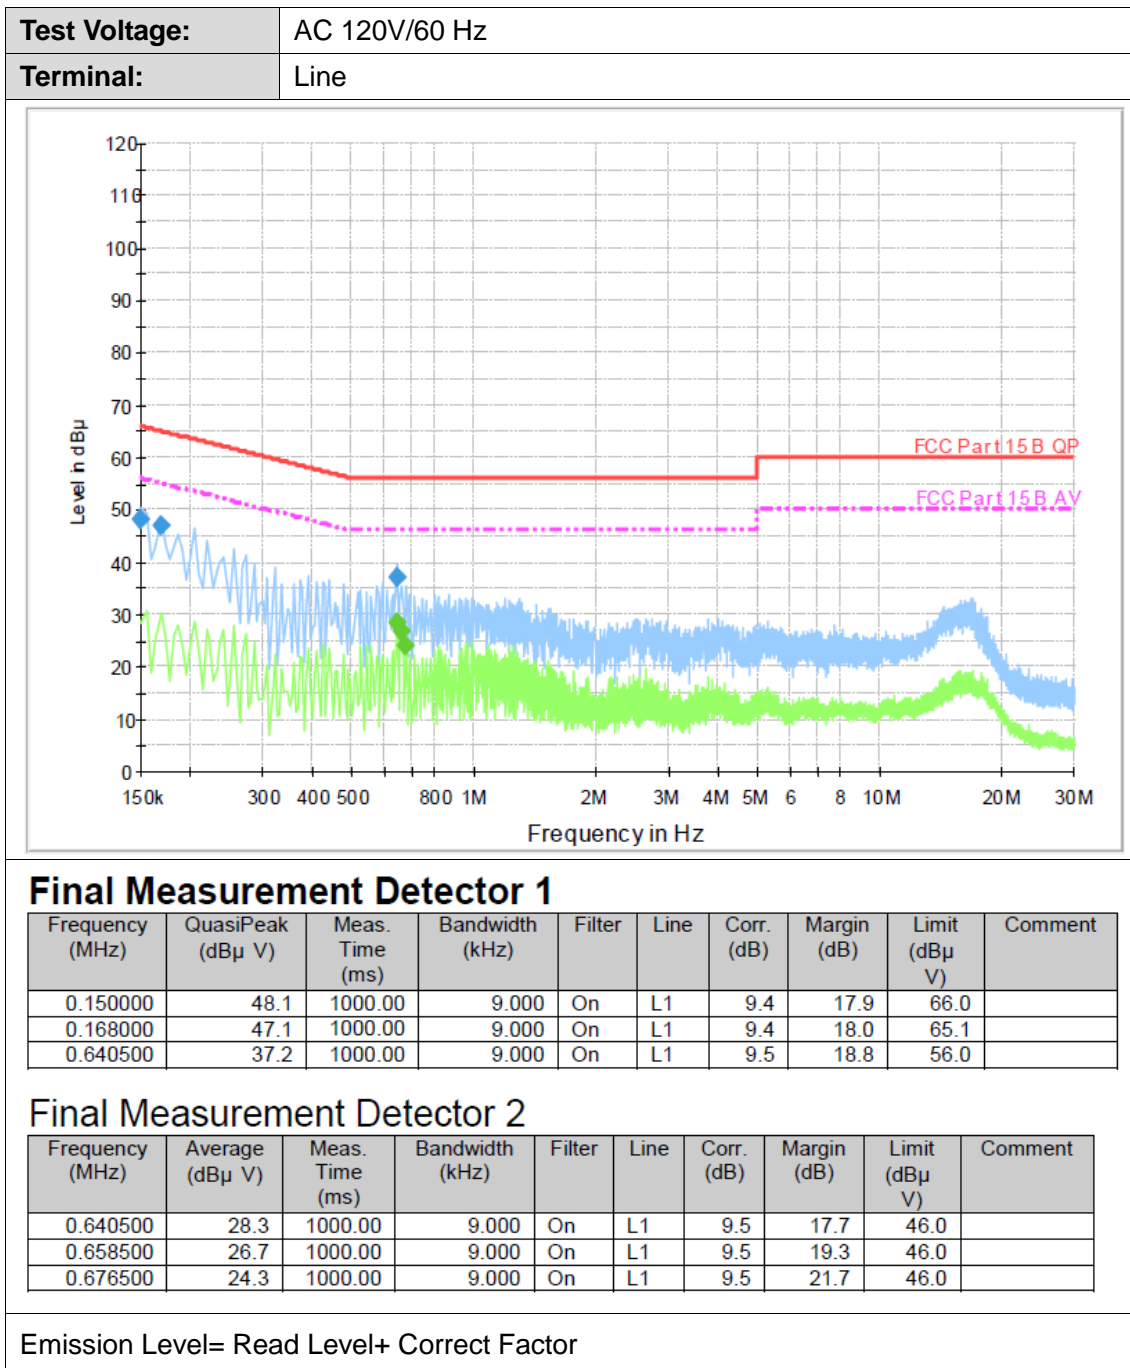 Test Voltage: AC 120V/60 Hz
Terminal: Line
120
110
100
90
80
70
60
50
40
30
20
10
0
Level in dBµ
FCC Part 15 B QP
FCC Part 15 B AV
150k 300 400 500 800 1M 2M 3M 4M 5M 6 8 10M 20M 30M
Frequency in Hz
Final Measurement Detector 1
Frequency (MHz) QuasiPeak (dBµ V) Meas. Time (ms) Bandwidth (kHz) Filter Line Corr. (dB) Margin (dB) Limit (dBµ V) Comment
0.150000 48.1 1000.00 9.000 On L1 9.4 17.9 66.0
0.168000 47.1 1000.00 9.000 On L1 9.4 18.0 65.1
0.640500 37.2 1000.00 9.000 On L1 9.5 18.8 56.0
Final Measurement Detector 2
Frequency (MHz) Average (dBµ V) Meas. Time (ms) Bandwidth (kHz) Filter Line Corr. (dB) Margin (dB) Limit (dBµ V) Comment
0.640500 28.3 1000.00 9.000 On L1 9.5 17.7 46.0
0.658500 26.7 1000.00 9.000 On L1 9.5 19.3 46.0
0.676500 24.3 1000.00 9.000 On L1 9.5 21.7 46.0
Emission Level= Read Level+ Correct Factor